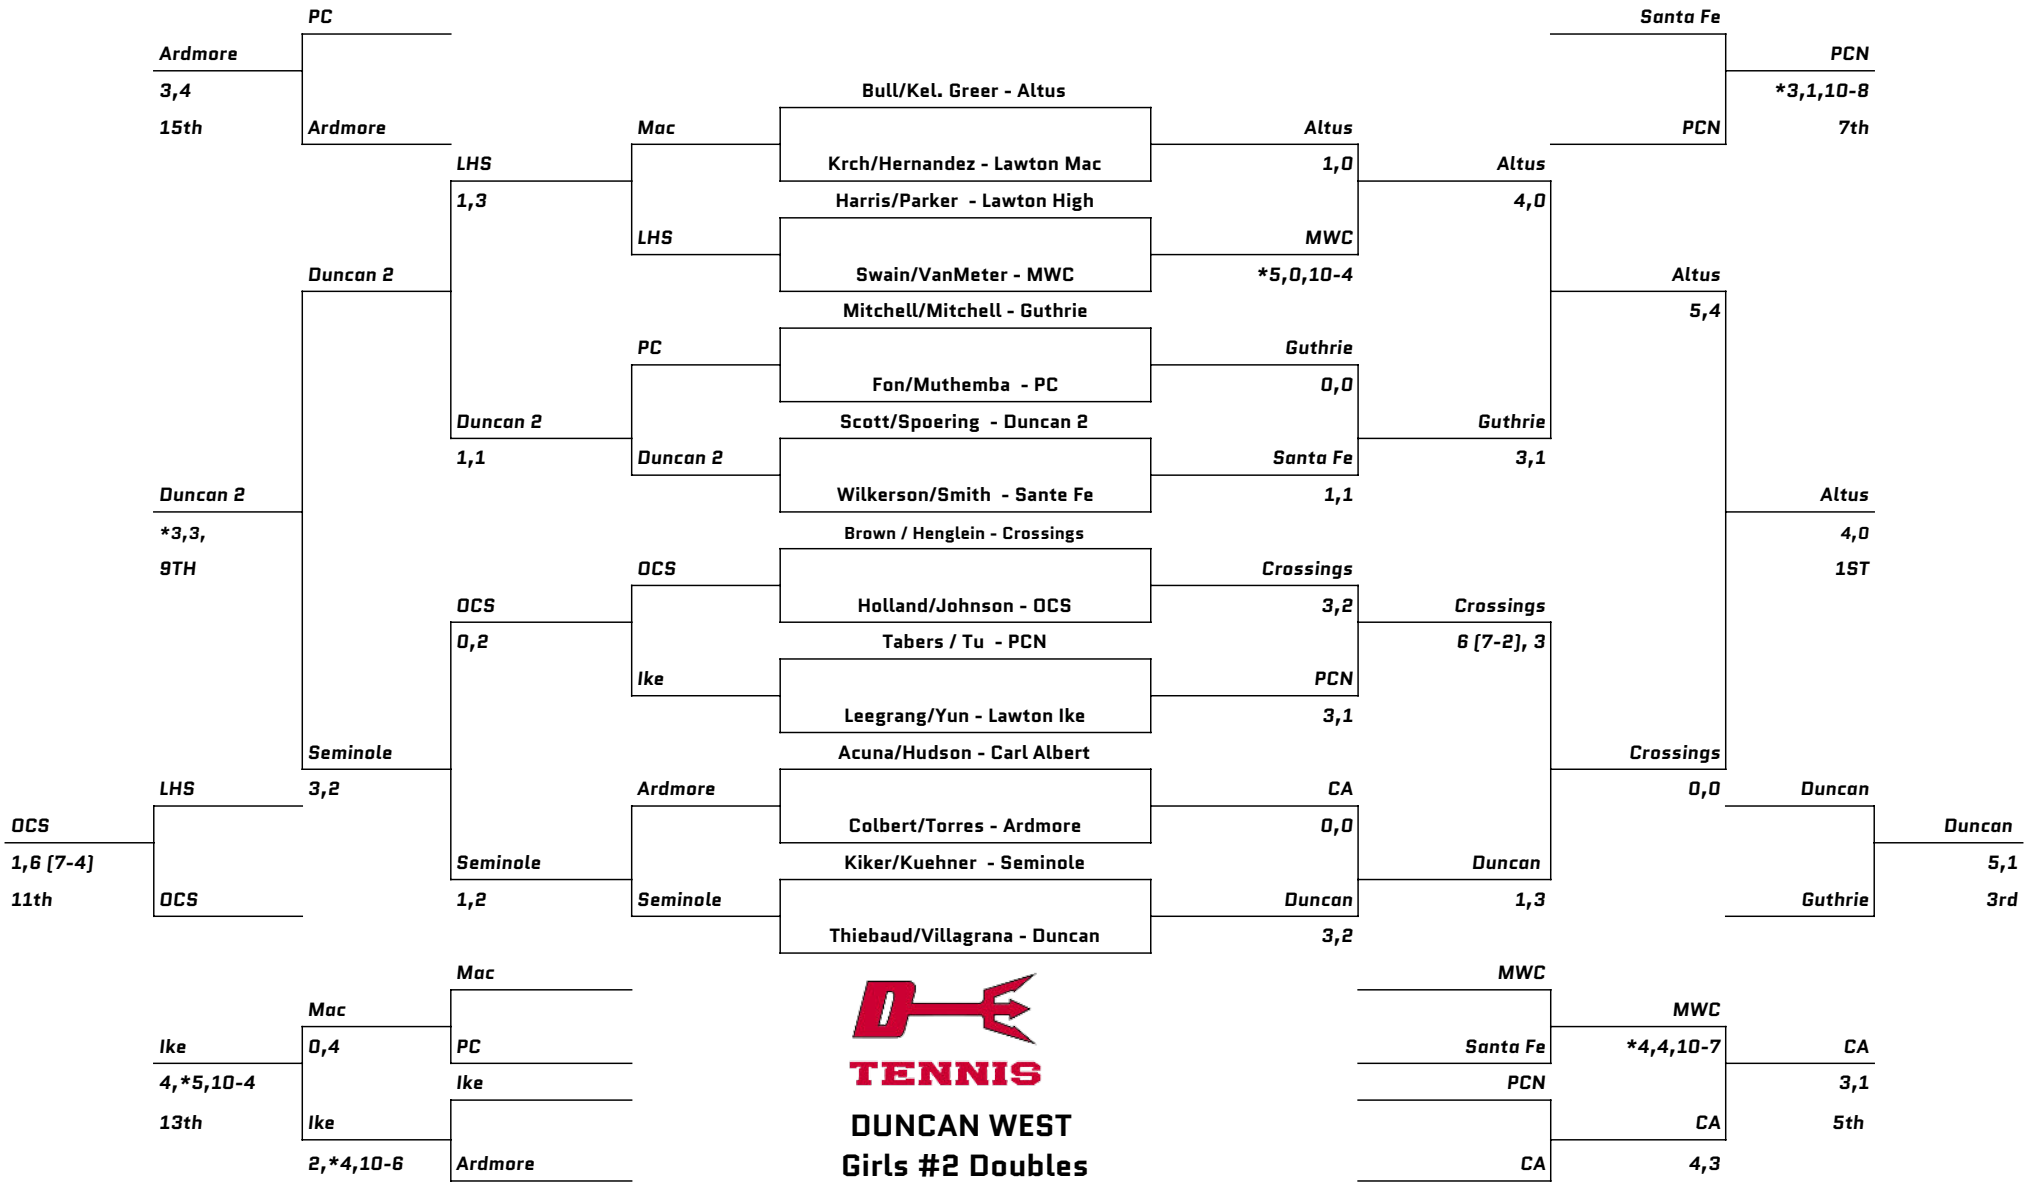 PC
Santa Fe
Ardmore
PCN
3,4
Bull/Kel. Greer - Altus
*3,1,10-8
15th
Ardmore
Mac
Altus
PCN
7th
LHS
Krch/Hernandez - Lawton Mac
1,0
Altus
1,3
Harris/Parker - Lawton High
4,0
LHS
MWC
Duncan 2
Swain/VanMeter - MWC
*5,0,10-4
Altus
Mitchell/Mitchell - Guthrie
5,4
PC
Guthrie
Fon/Muthemba - PC
0,0
Duncan 2
Scott/Spoering - Duncan 2
Guthrie
1,1
Duncan 2
Santa Fe
3,1
Duncan 2
Wilkerson/Smith - Sante Fe
1,1
Altus
*3,3,
Brown / Henglein - Crossings
4,0
9TH
OCS
Crossings
1ST
OCS
Holland/Johnson - OCS
3,2
Crossings
0,2
Tabers / Tu - PCN
6 (7-2), 3
Ike
PCN
Leegrang/Yun - Lawton Ike
3,1
Seminole
Acuna/Hudson - Carl Albert
Crossings
LHS
3,2
Ardmore
CA
0,0
Duncan
OCS
Colbert/Torres - Ardmore
0,0
Duncan
1,6 (7-4)
Seminole
Kiker/Kuehner - Seminole
Duncan
5,1
11th
OCS
1,2
Seminole
Duncan
1,3
Guthrie
3rd
Thiebaud/Villagrana - Duncan
3,2
Mac
MWC
Mac
D
MWC
Ike
0,4
PC
Santa Fe
*4,4,10-7
CA
4,*5,10-4
Ike
TENNIS
PCN
3,1
13th
Ike
DUNCAN WEST
CA
5th
2,*4,10-6
Ardmore
Girls #2 Doubles
CA
4,3